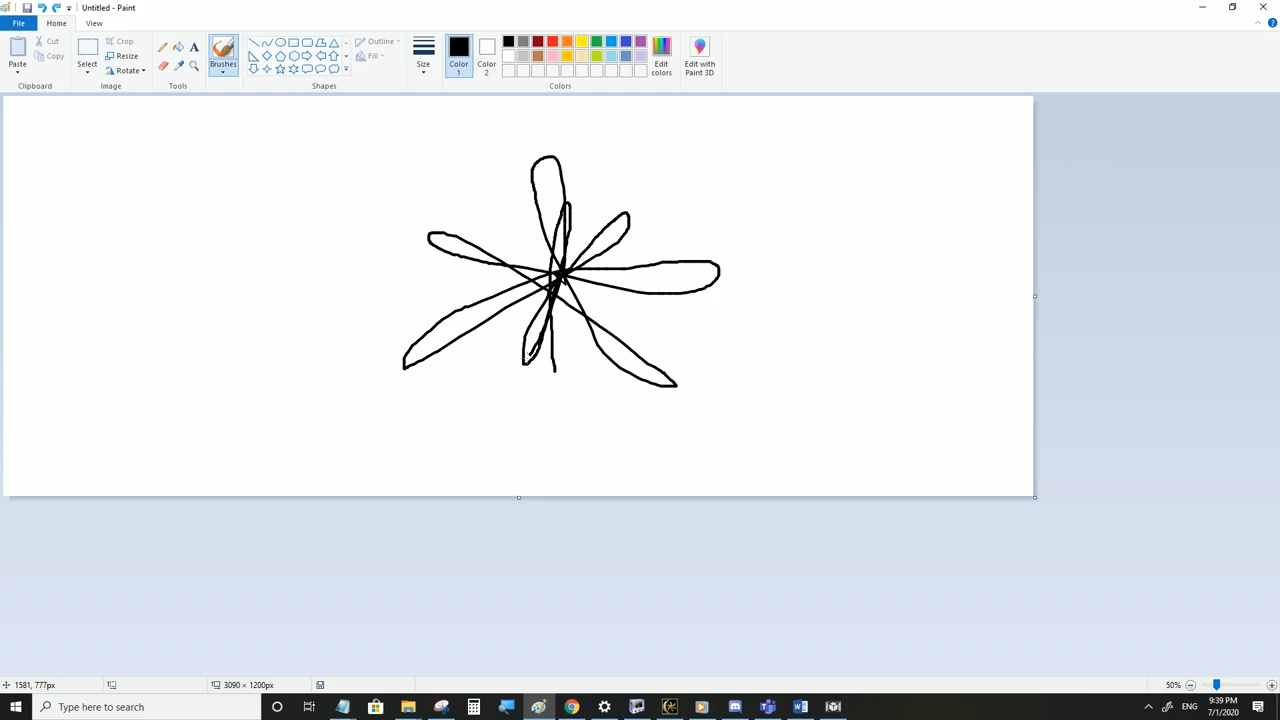 Untitled - Paint
File Home View
Paste
Cut
Copy
Clipboard
Select
Crop
Resize
Rotate
Image
A
Tools
Brushes
Shapes
Outline
Fill
Size
Color 1
Color 2
Colors
Edit colors
Edit with Paint 3D
1581, 777px
3090 × 1200px
50%
Type here to search
ENG
9:39 PM
7/1/2020